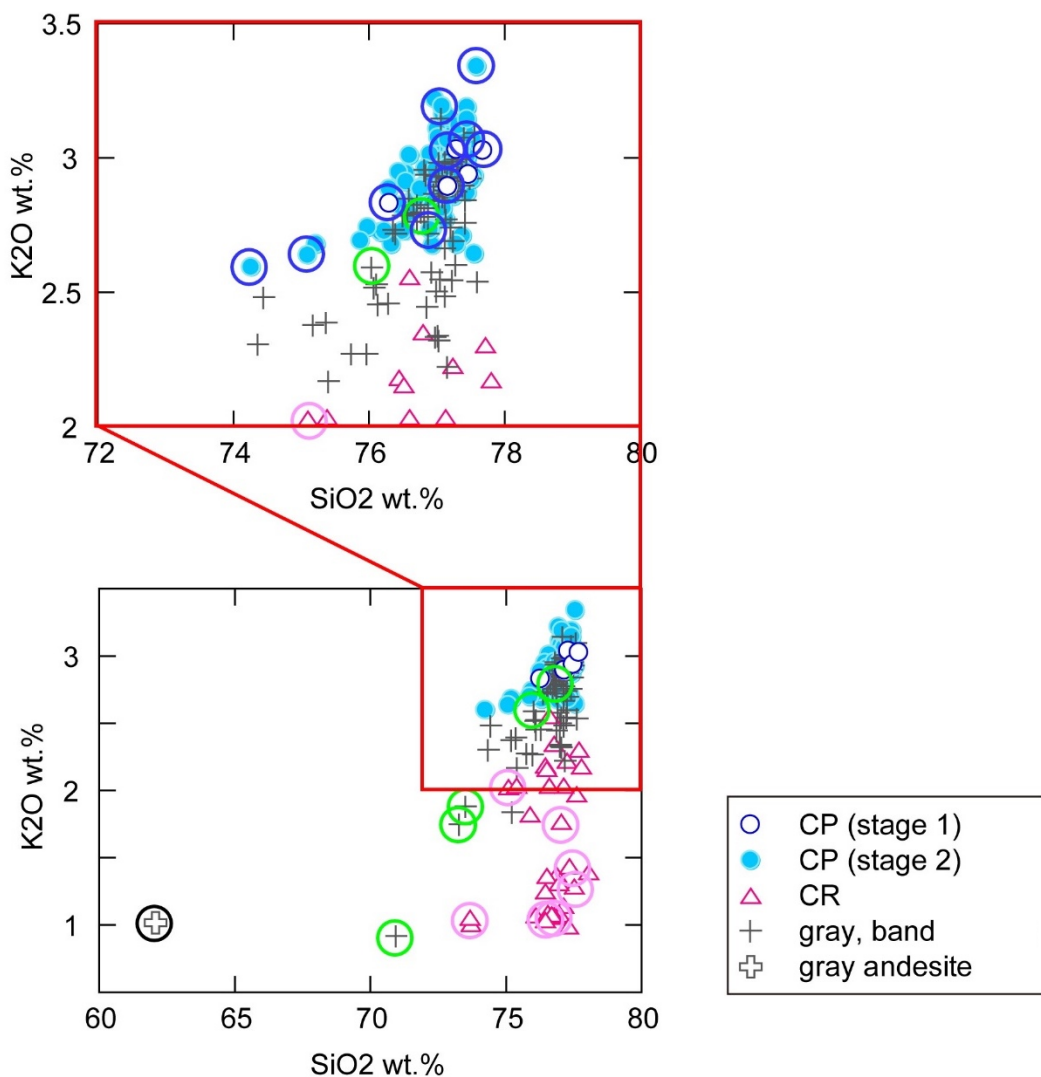 3.5
3
2.5
2
K2O wt.%
72
74
76
78
80
SiO2 wt.%
3
2
1
K2O wt.%
60
65
70
75
80
SiO2 wt.%
CP (stage 1)
CP (stage 2)
CR
gray, band
gray andesite